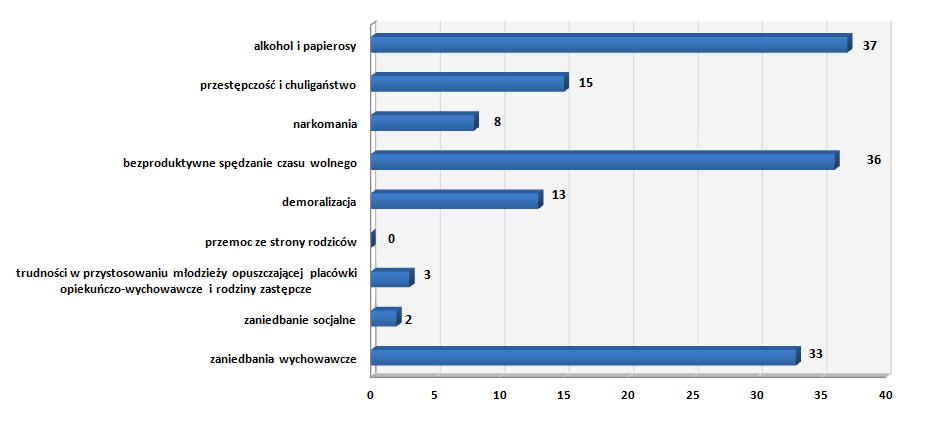 alkohol i papierosy 37
przestępczość i chuligaństwo 15
narkomania 8
bezproduktywne spędzanie czasu wolnego 36
demoralizacja 13
przemoc ze strony rodziców 0
trudności w przystosowaniu młodzieży opuszczającej placówki
opiekuńczo-wychowawcze i rodziny zastępcze 3
zaniedbanie socjalne 2
zaniedbania wychowawcze 33
0 5 10 15 20 25 30 35 40